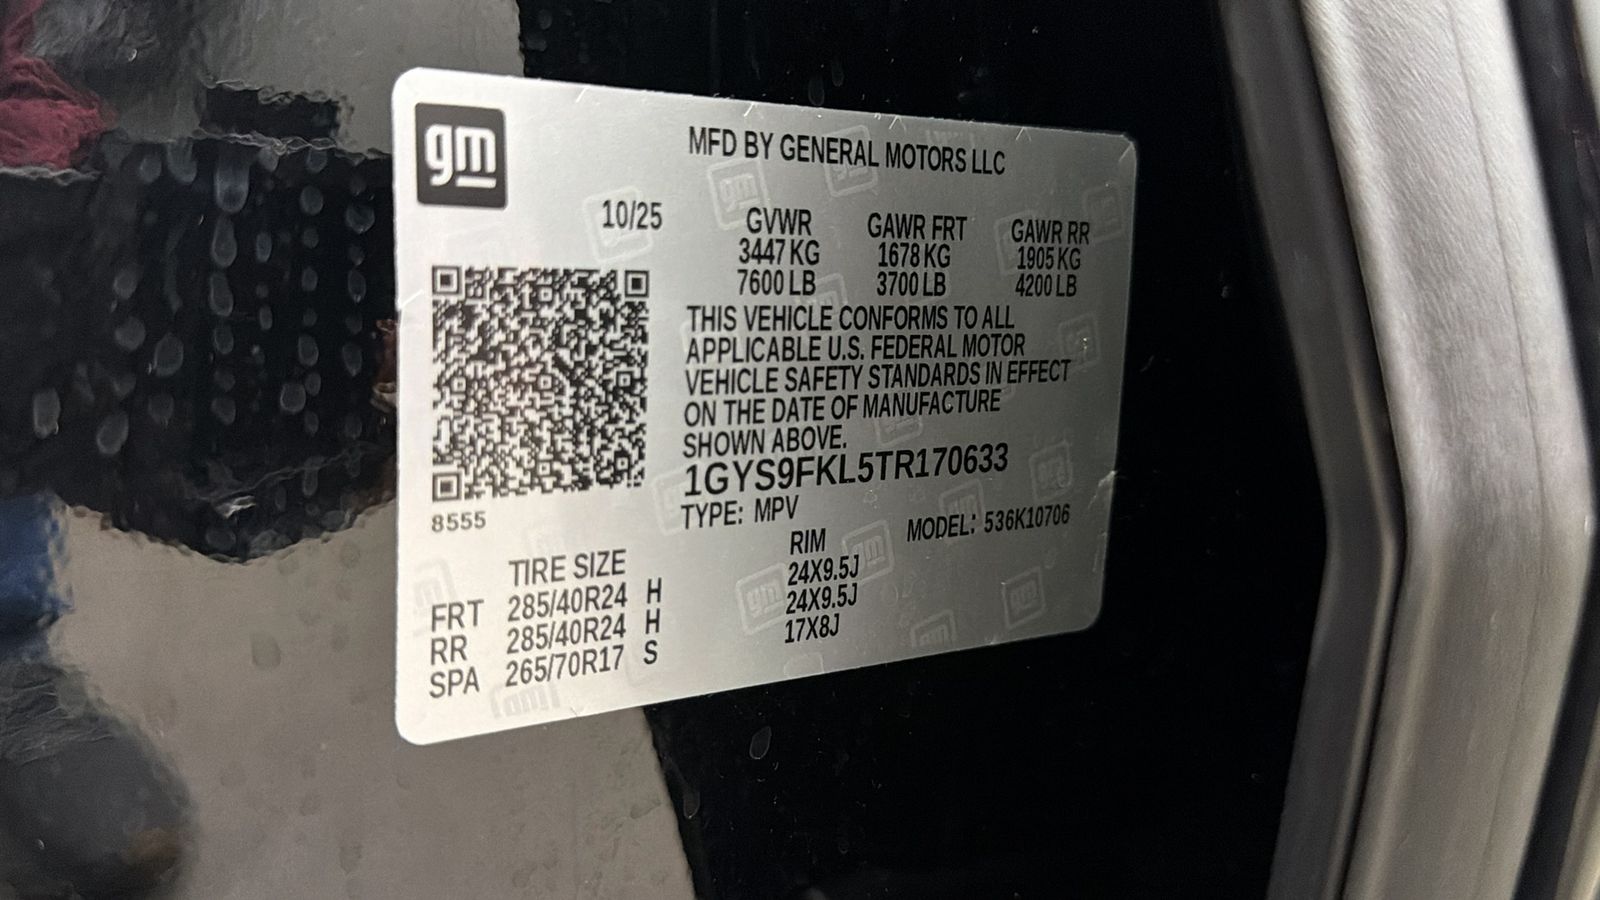 gm
MFD BY GENERAL MOTORS LLC
10/25 GVWR GAWR FRT GAWR RR
3447 KG 1678 KG 1905 KG
7600 LB 3700 LB 4200 LB
THIS VEHICLE CONFORMS TO ALL
APPLICABLE U.S. FEDERAL MOTOR
VEHICLE SAFETY STANDARDS IN EFFECT
ON THE DATE OF MANUFACTURE
SHOWN ABOVE.
1GYS9FKL5TR170633
8555
TYPE: MPV MODEL: 536K10706
TIRE SIZE RIM
FRT 285/40R24 H 24X9.5J
RR 285/40R24 H 24X9.5J
SPA 265/70R17 S 17X8J